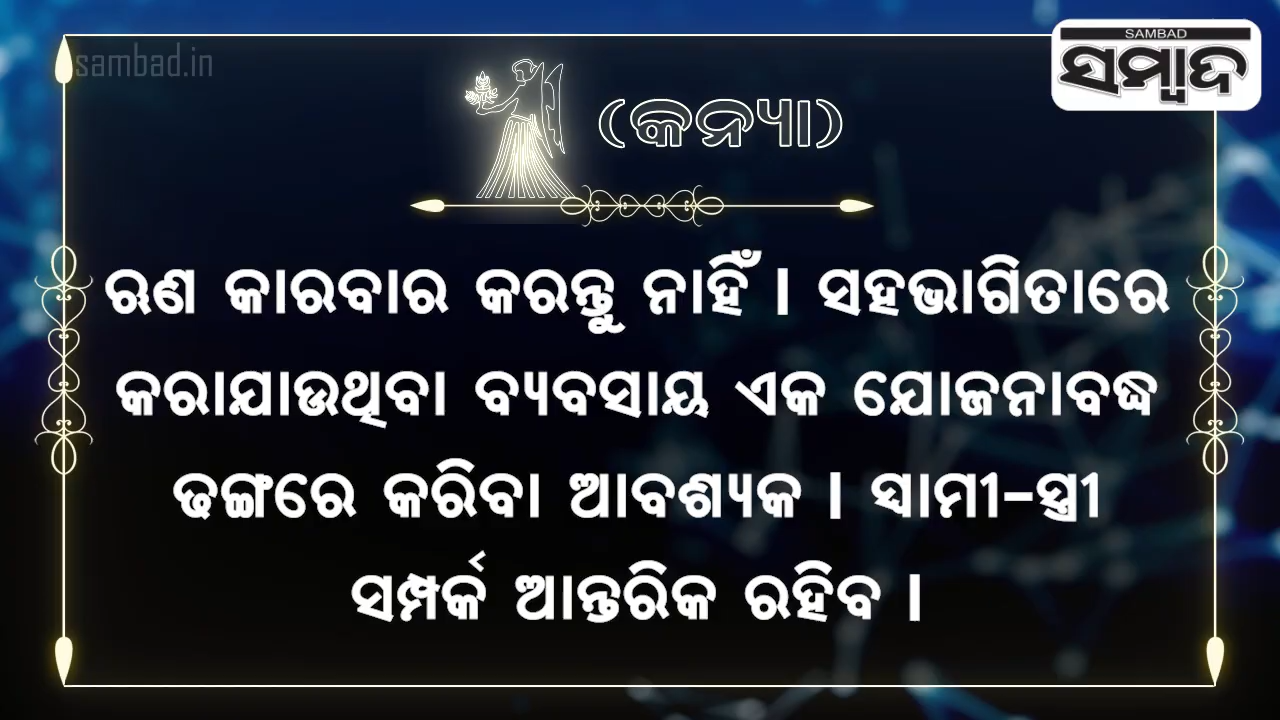 sambad.in
SAMBAD
ସମ୍ବାଦ
(କନ୍ୟା)
ଋଣ କାରବାର କରନ୍ତୁ ନାହିଁ । ସହଭାଗିତାରେ
କରାଯାଉଥିବା ବ୍ୟବସାୟ ଏକ ଯୋଜନାବଦ୍ଧ
ଢଙ୍ଗରେ କରିବା ଆବଶ୍ୟକ । ସ୍ୱାମୀ-ସ୍ତ୍ରୀ
ସମ୍ପର୍କ ଆନ୍ତରିକ ରହିବ ।